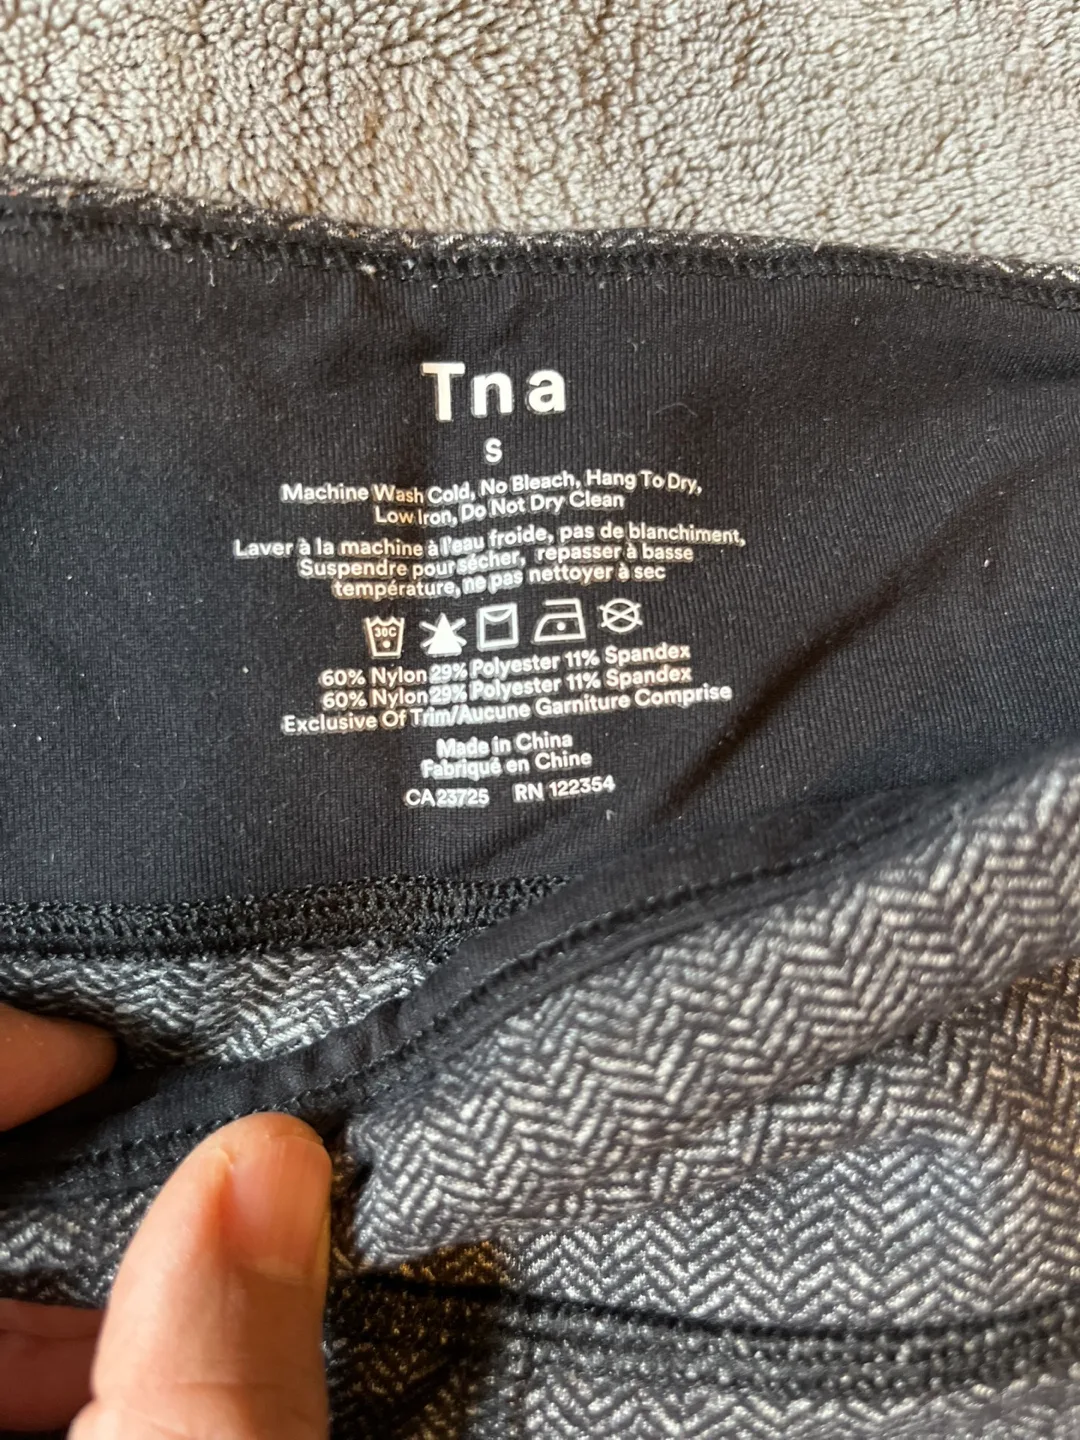 Tna
S
Machine Wash Cold, No Bleach, Hang To Dry,
Low Iron, Do Not Dry Clean
Laver à la machine à l'eau froide, pas de blanchiment,
Suspendre pour sécher, repasser à basse
température, ne pas nettoyer à sec
30C
60% Nylon 29% Polyester 11% Spandex
60% Nylon 29% Polyester 11% Spandex
Exclusive Of Trim/Aucune Garniture Comprise
Made in China
Fabriqué en Chine
CA 23725 RN 122354